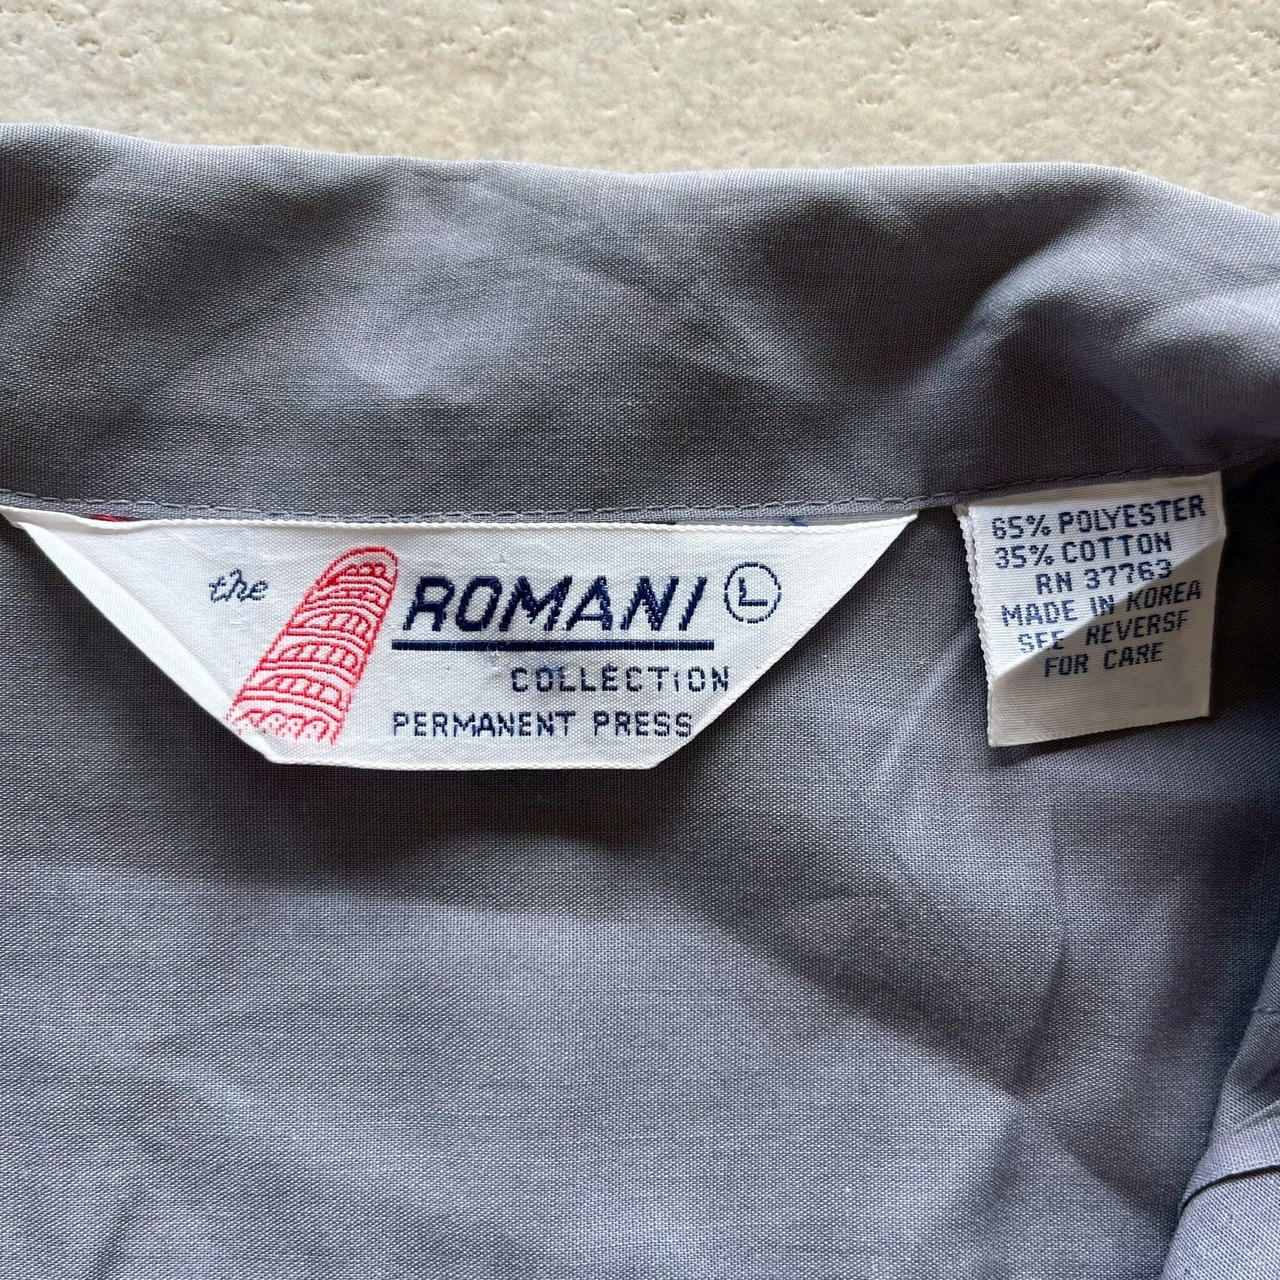 the ROMANI L
COLLECTION
PERMANENT PRESS
65% POLYESTER
35% COTTON
RN 37763
MADE IN KOREA
SEE REVERSE
FOR CARE